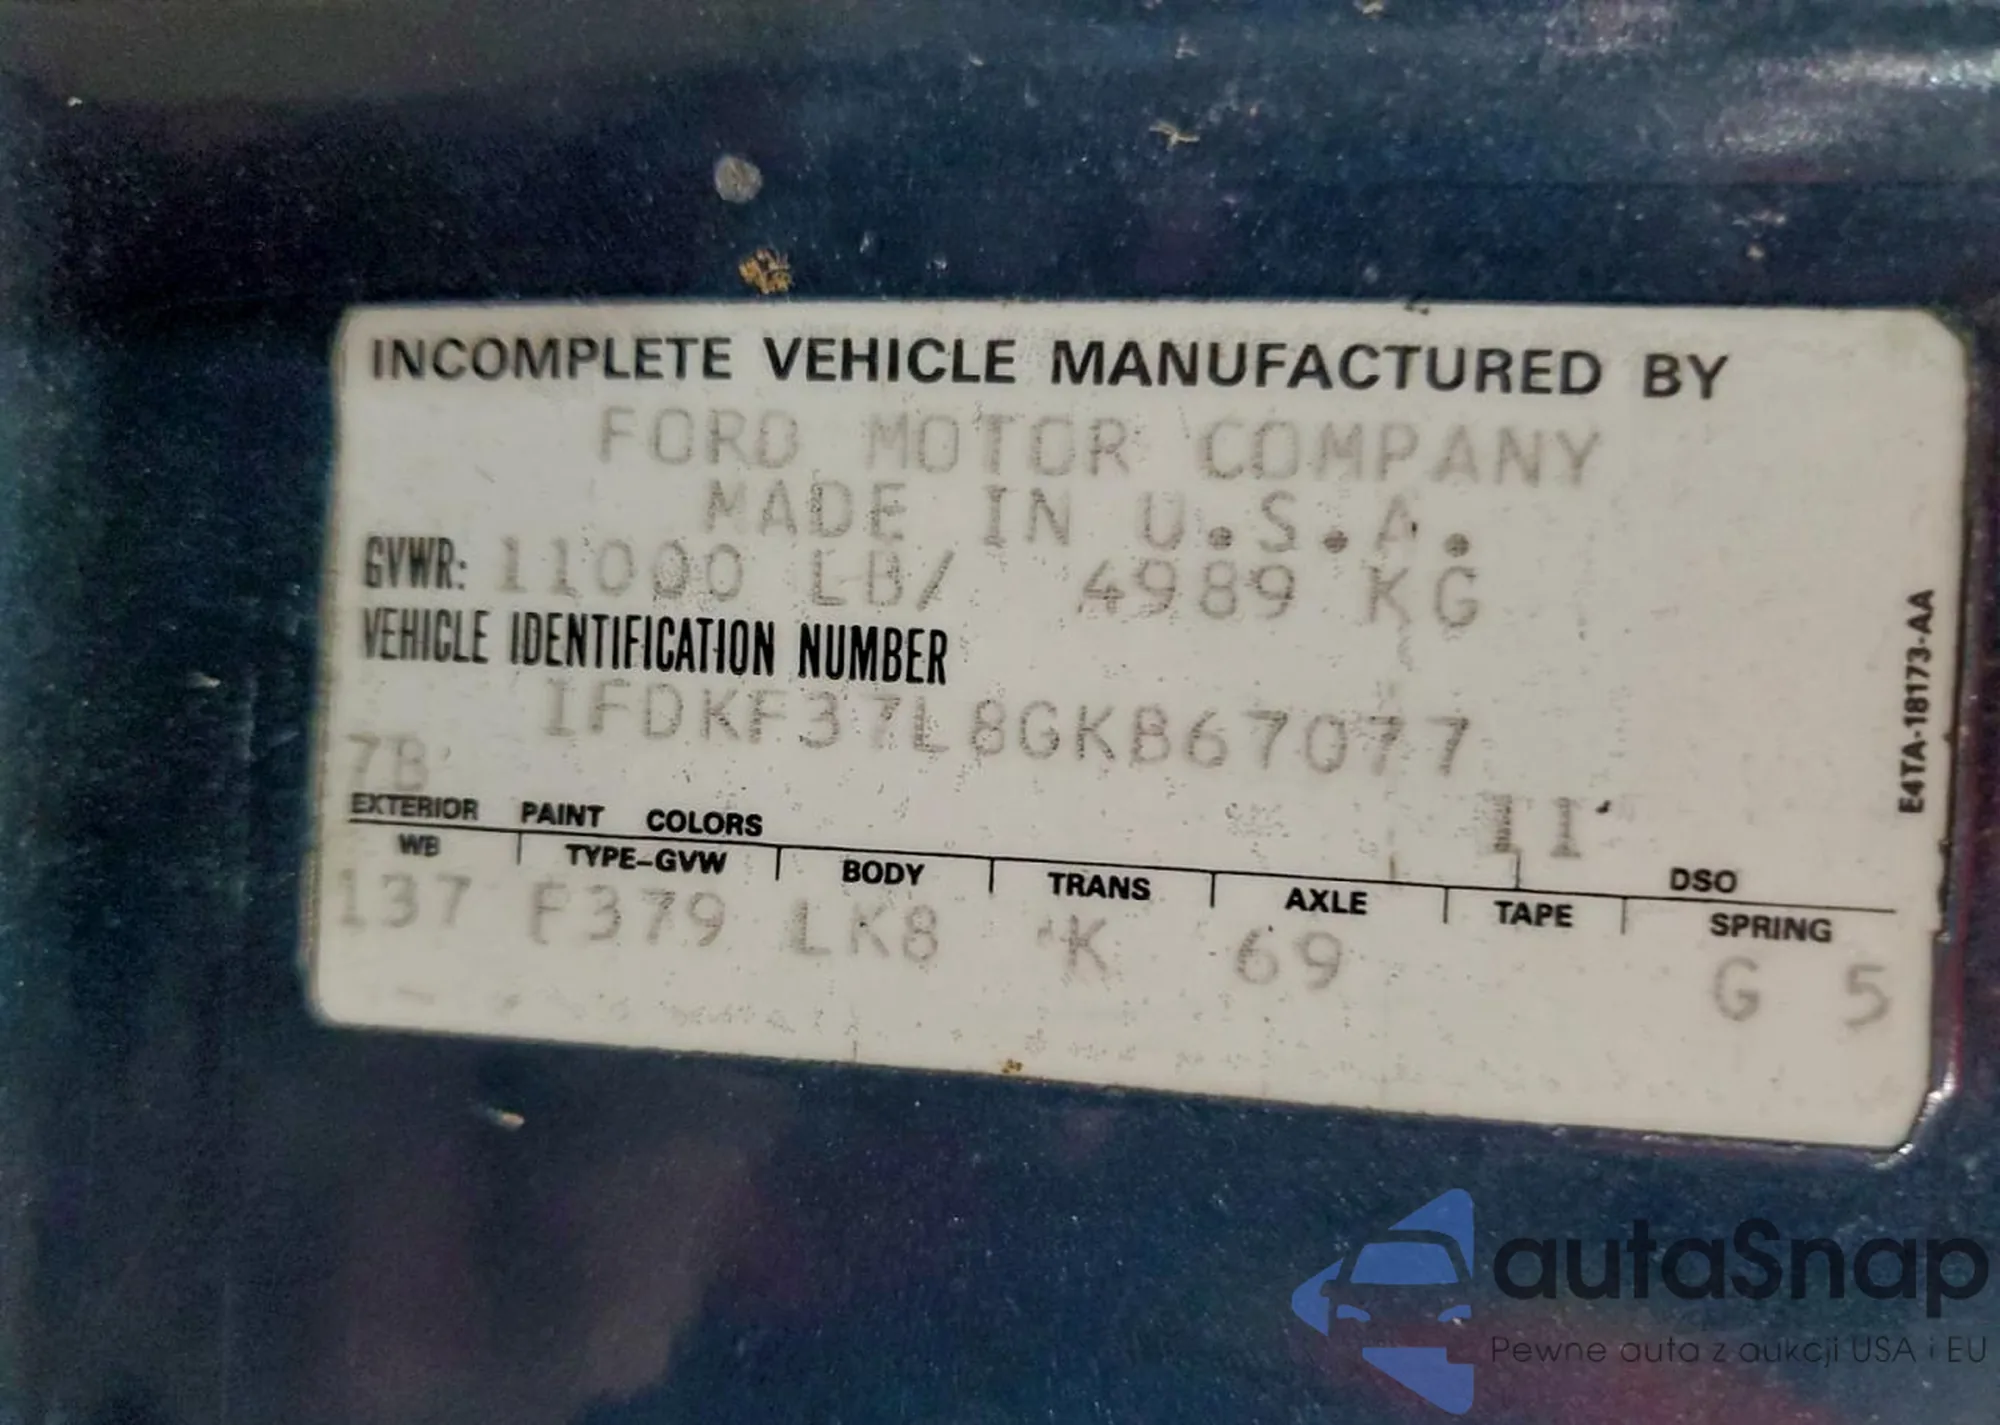 INCOMPLETE VEHICLE MANUFACTURED BY
FORD MOTOR COMPANY
MADE IN U.S.A.
GVWR: 11000 LB/ 4989 KG
VEHICLE IDENTIFICATION NUMBER
1FDKF37L8GKB67077
7B
II
EXTERIOR PAINT COLORS DSO
WB TYPE-GVW BODY TRANS AXLE TAPE SPRING
137 F379 LK8 K 69 G 5
E4TA-18173-AA
autaSnap
Pewne auta z aukcji USA i EU